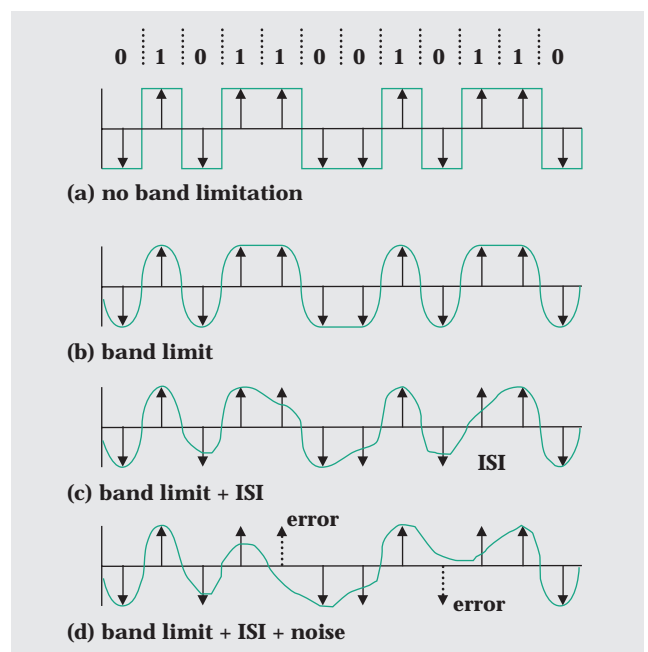 0 1 0 1 1 0 0 1 0 1 1 0
(a) no band limitation
(b) band limit
ISI
(c) band limit + ISI
error
error
(d) band limit + ISI + noise